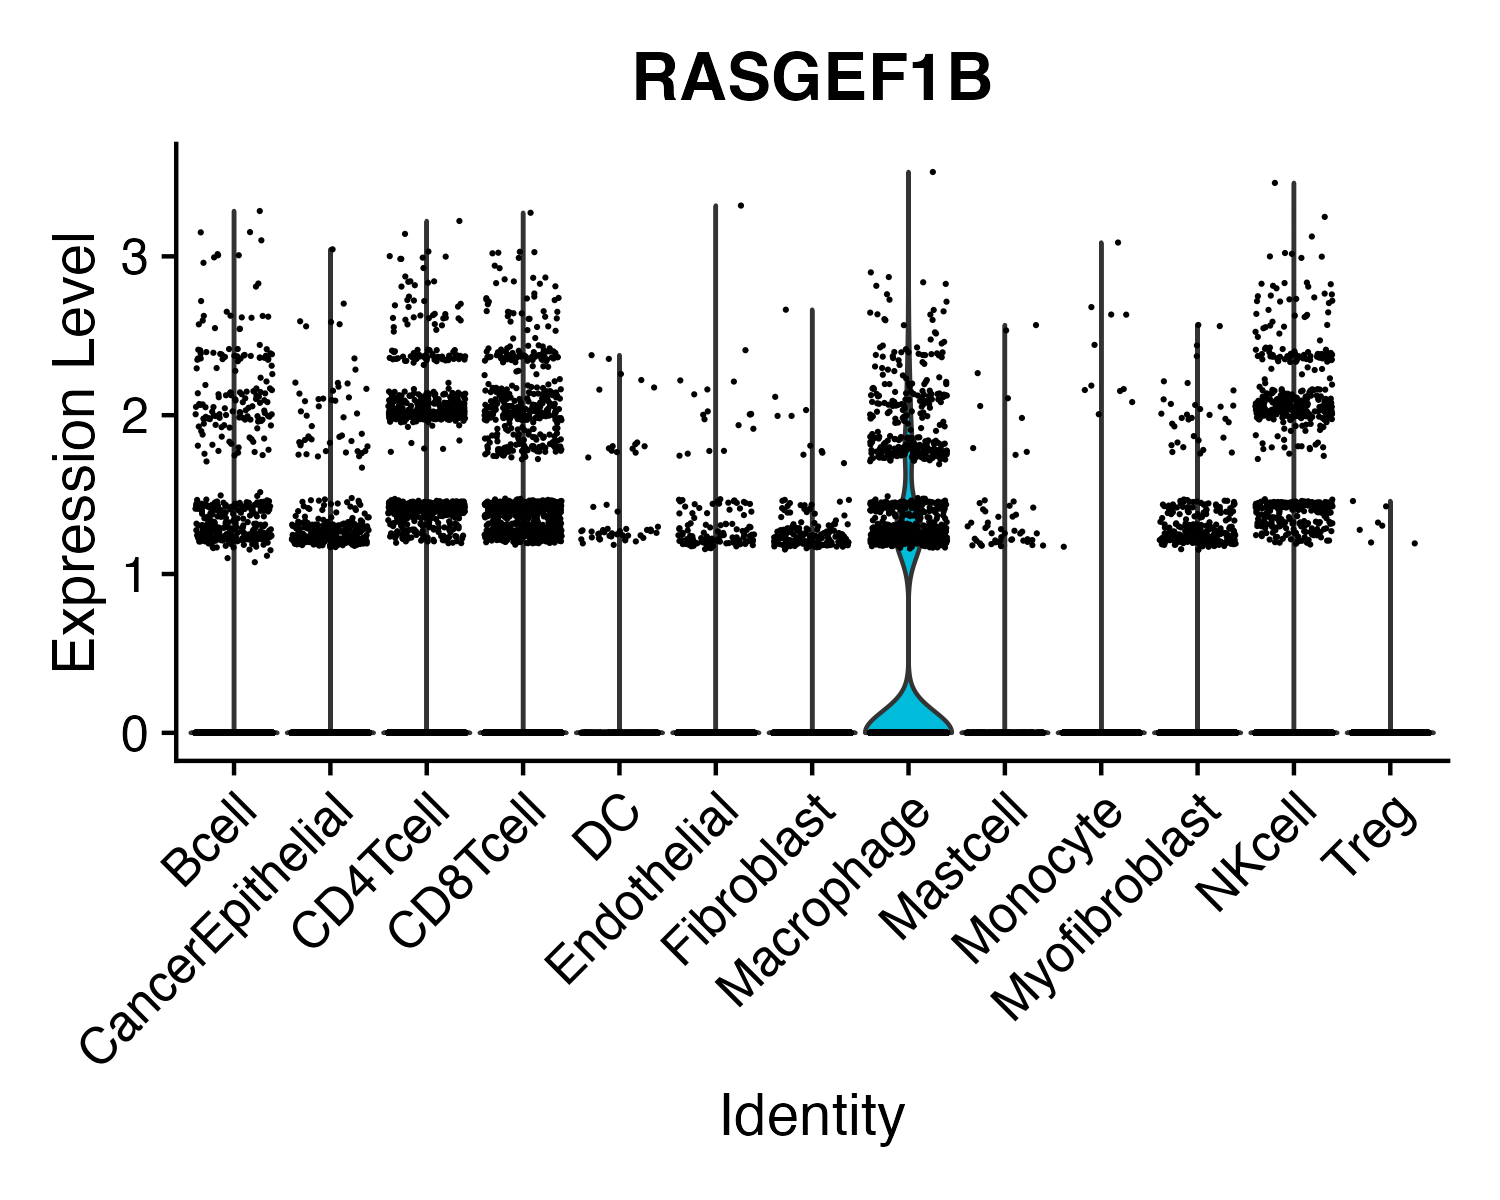 RASGEF1B
Expression Level
3
2
1
0
Bcell
CancerEpithelial
CD4Tcell
CD8Tcell
DC
Endothelial
Fibroblast
Macrophage
Mastcell
Monocyte
Myofibroblast
NKcell
Treg
Identity